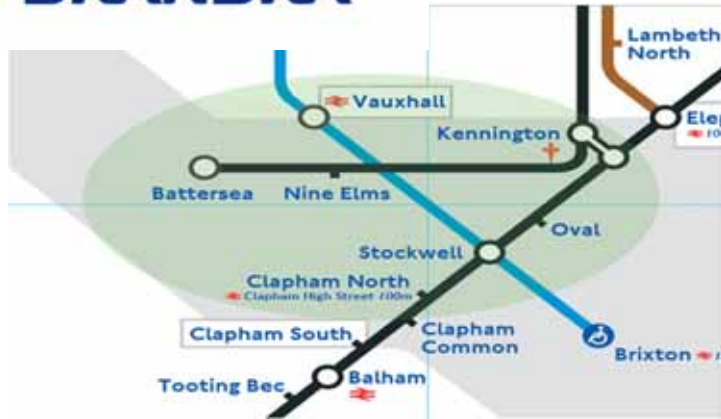 Lambeth
North
Vauxhall
Kennington
Battersea
Nine Elms
Oval
Stockwell
Clapham North
Clapham High Street 100m
Clapham South
Clapham
Common
Brixton
Balham
Tooting Bec